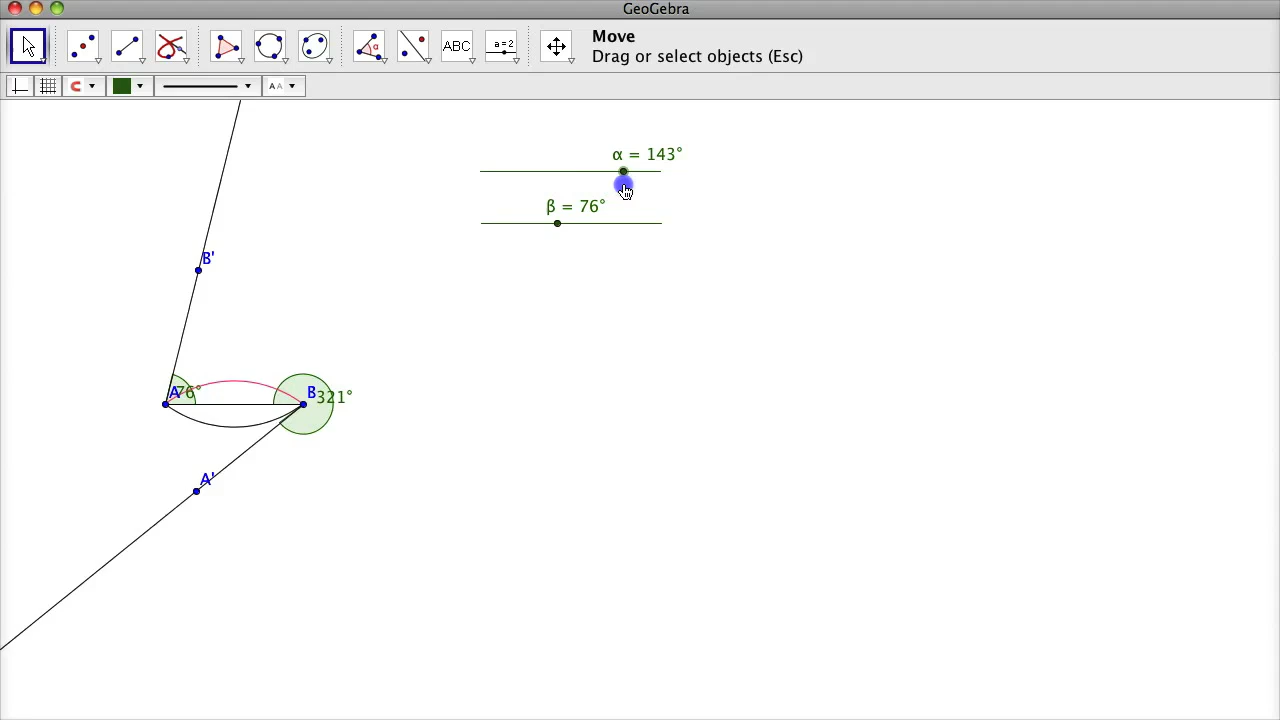 GeoGebra
Move
Drag or select objects (Esc)
ABC
a = 2
α
A A
α = 143°
β = 76°
B'
A 76°
B 321°
A'